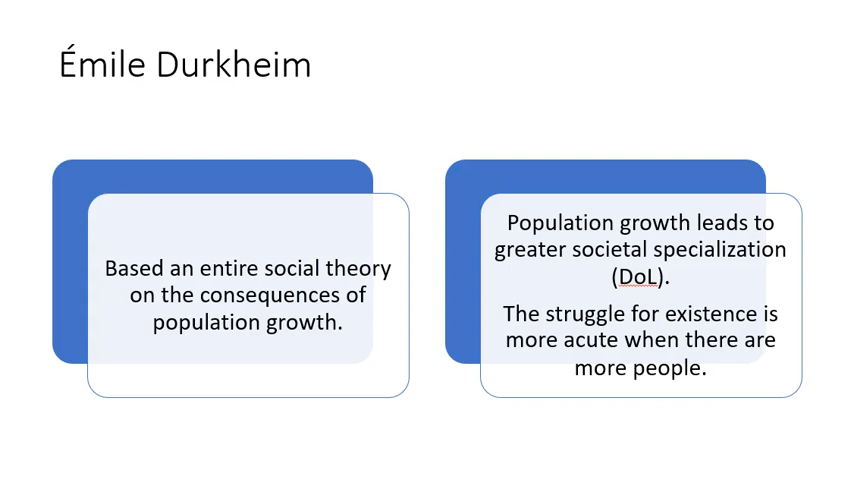 Émile Durkheim
Based an entire social theory
on the consequences of
population growth.
Population growth leads to
greater societal specialization
(DoL).
The struggle for existence is
more acute when there are
more people.